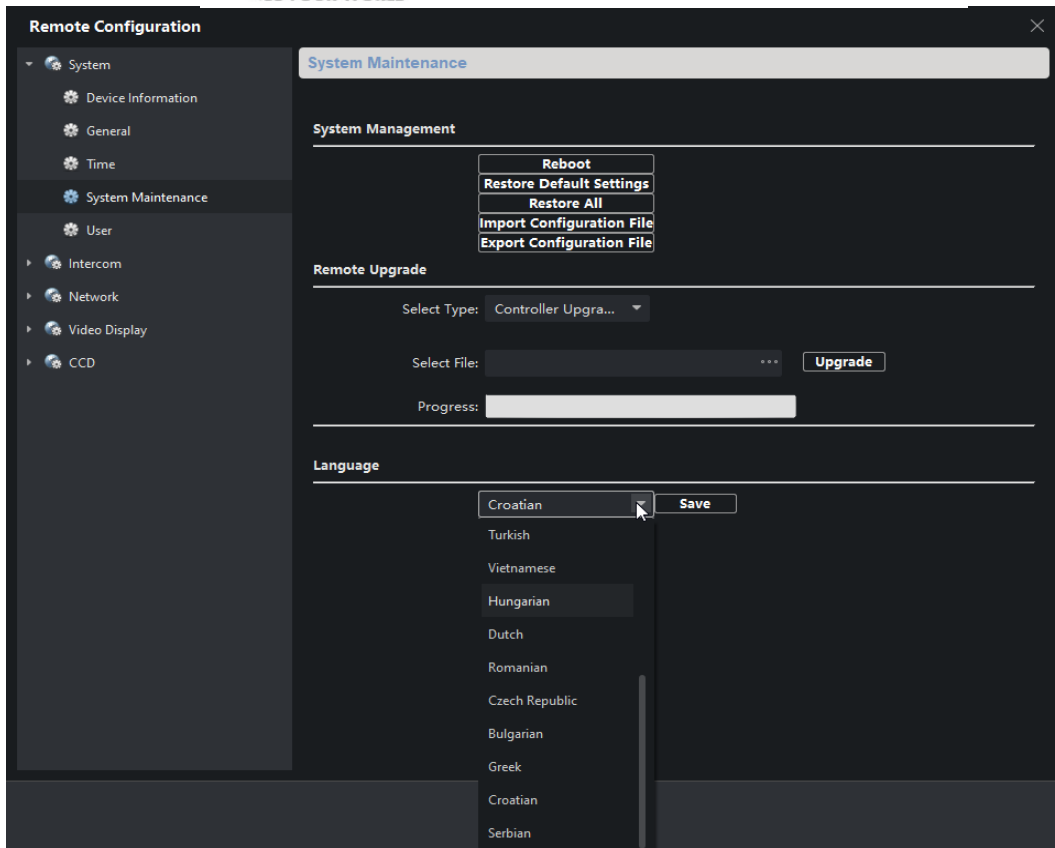 Remote Configuration
System
Device Information
General
Time
System Maintenance
User
Intercom
Network
Video Display
CCD
System Maintenance
System Management
Reboot
Restore Default Settings
Restore All
Import Configuration File
Export Configuration File
Remote Upgrade
Select Type: Controller Upgra...
Select File: ... Upgrade
Progress:
Language
Croatian Save
Turkish
Vietnamese
Hungarian
Dutch
Romanian
Czech Republic
Bulgarian
Greek
Croatian
Serbian